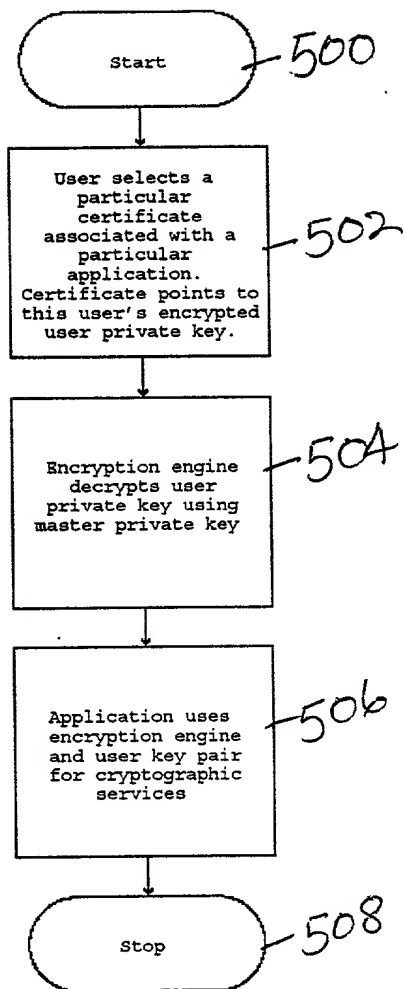 Start
500
User selects a
particular
certificate
associated with a
particular
application.
Certificate points to
this user's encrypted
user private key.
502
Encryption engine
decrypts user
private key using
master private key
504
Application uses
encryption engine
and user key pair
for cryptographic
services
506
Stop
508